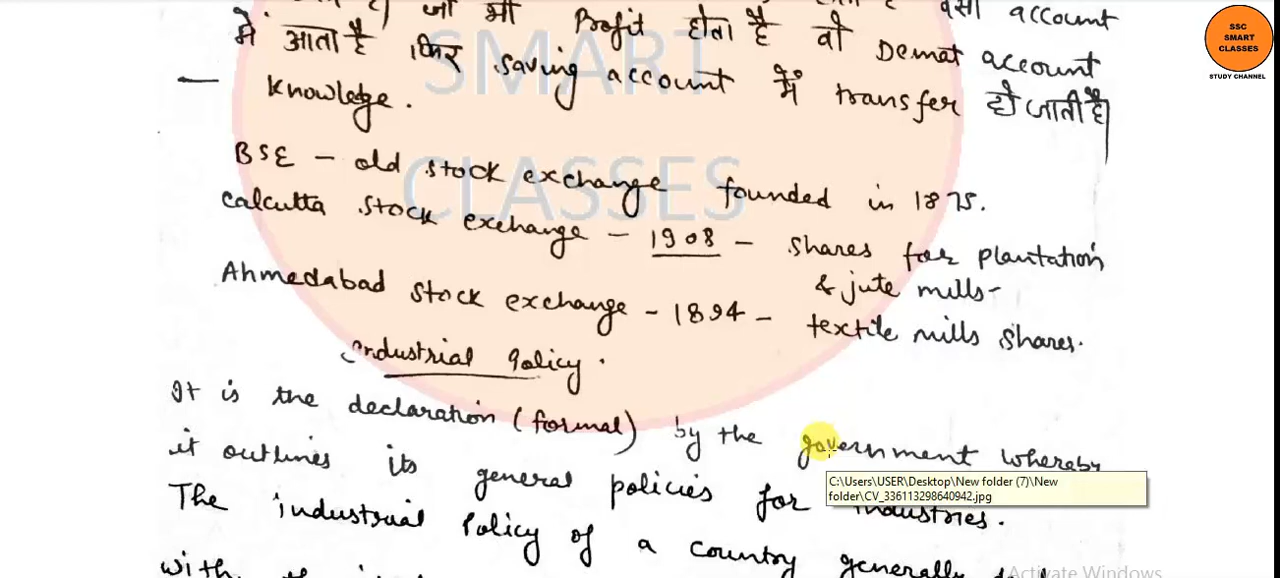 जो भी Profit होता है वो account
में आता है फिर saving account में Demat account
— Knowledge. transfer हो जाती है
BSE – old stock exchange founded in 1875.
calcutta stock exchange – 1908 – shares for plantation
& jute mills-
Ahmedabad stock exchange – 1894 – textile mills shares.
Industrial Policy.
It is the declaration (formal) by the government whereby
it outlines its general policies for industries.
The industrial Policy of a country generally
with
SSC
SMART
CLASSES
STUDY CHANNEL
SMART
CLASSES
C:\Users\USER\Desktop\New folder (7)\New
folder\CV_336113298640942.jpg
Activate Windows